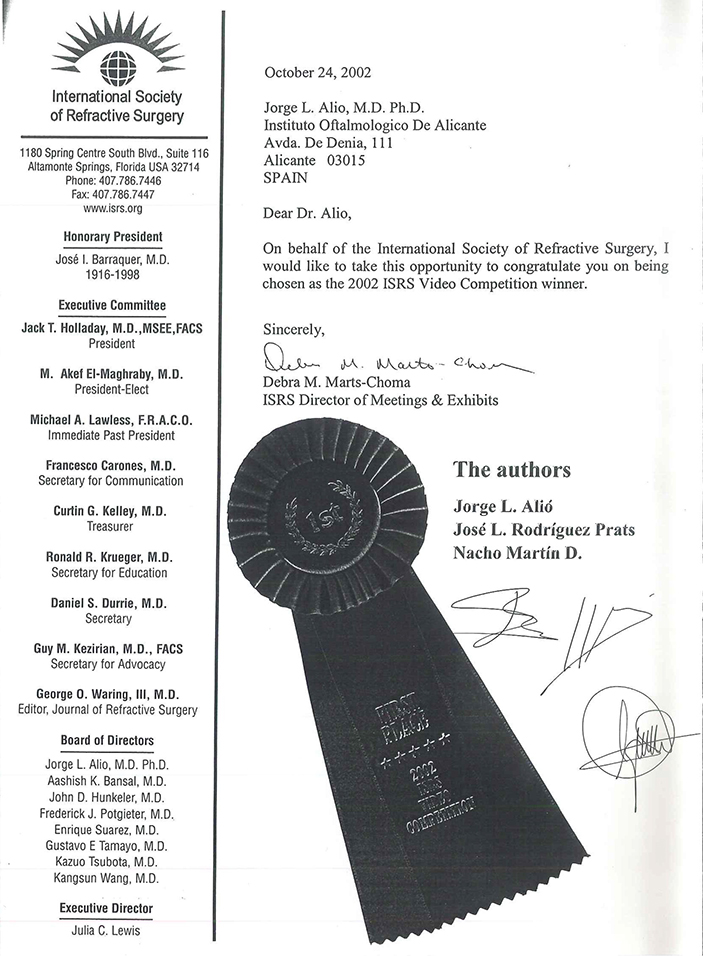 International Society
of Refractive Surgery
1180 Spring Centre South Blvd., Suite 116
Altamonte Springs, Florida USA 32714
Phone: 407.786.7446
Fax: 407.786.7447
www.isrs.org
Honorary President
José I. Barraquer, M.D.
1916-1998
Executive Committee
Jack T. Holladay, M.D.,MSEE,FACS
President
M. Akef El-Maghraby, M.D.
President-Elect
Michael A. Lawless, F.R.A.C.O.
Immediate Past President
Francesco Carones, M.D.
Secretary for Communication
Curtin G. Kelley, M.D.
Treasurer
Ronald R. Krueger, M.D.
Secretary for Education
Daniel S. Durrie, M.D.
Secretary
Guy M. Kezirian, M.D., FACS
Secretary for Advocacy
George O. Waring, III, M.D.
Editor, Journal of Refractive Surgery
Board of Directors
Jorge L. Alio, M.D. Ph.D.
Aashish K. Bansal, M.D.
John D. Hunkeler, M.D.
Frederick J. Potgieter, M.D.
Enrique Suarez, M.D.
Gustavo E Tamayo, M.D.
Kazuo Tsubota, M.D.
Kangsun Wang, M.D.
Executive Director
Julia C. Lewis
October 24, 2002
Jorge L. Alio, M.D. Ph.D.
Instituto Oftalmologico De Alicante
Avda. De Denia, 111
Alicante 03015
SPAIN
Dear Dr. Alio,
On behalf of the International Society of Refractive Surgery, I
would like to take this opportunity to congratulate you on being
chosen as the 2002 ISRS Video Competition winner.
Sincerely,
Debra M. Marts-Choma
Debra M. Marts-Choma
ISRS Director of Meetings & Exhibits
The authors
Jorge L. Alió
José L. Rodríguez Prats
Nacho Martín D.
1st
FIRST
PLACE
2002
ISRS
VIDEO
COMPETITION